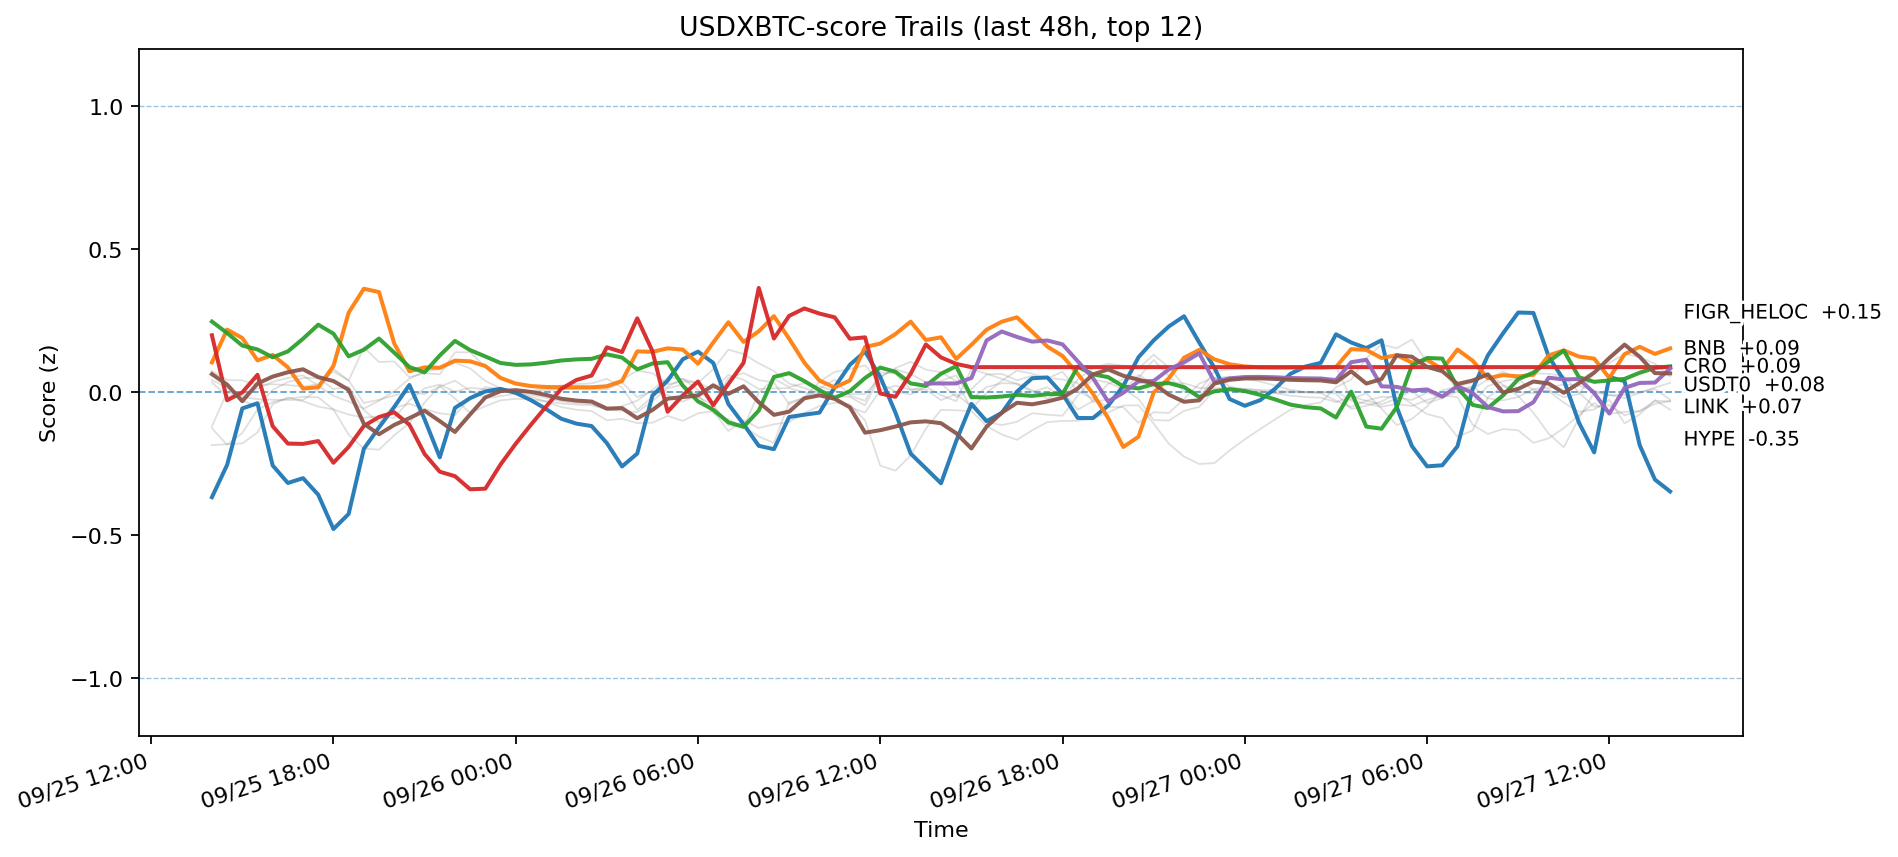 USDXBTC-score Trails (last 48h, top 12)
Score (z)
1.0
0.5
0.0
−0.5
−1.0
FIGR_HELOC +0.15
BNB +0.09
CRO +0.09
USDT0 +0.08
LINK +0.07
HYPE -0.35
09/25 12:00
09/25 18:00
09/26 00:00
09/26 06:00
09/26 12:00
09/26 18:00
09/27 00:00
09/27 06:00
09/27 12:00
Time